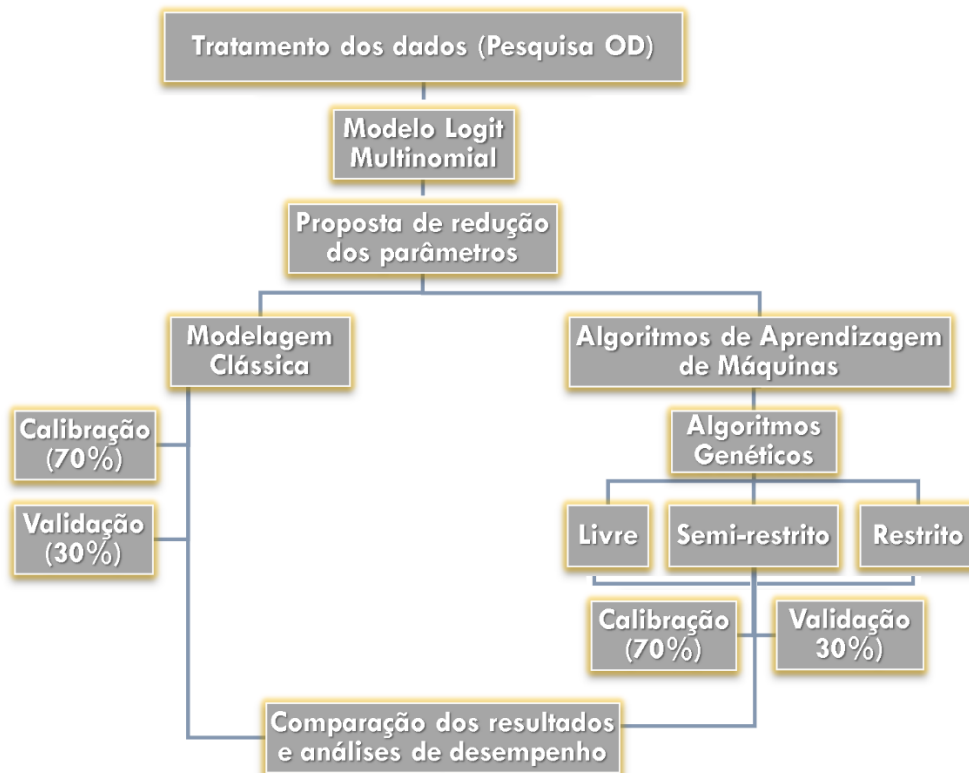 Tratamento dos dados (Pesquisa OD)
Modelo Logit
Multinomial
Proposta de redução
dos parâmetros
Modelagem
Clássica
Calibração
(70%)
Validação
(30%)
Algoritmos de Aprendizagem
de Máquinas
Algoritmos
Genéticos
Livre
Semi-restrito
Restrito
Calibração
(70%)
Validação
30%)
Comparação dos resultados
e análises de desempenho